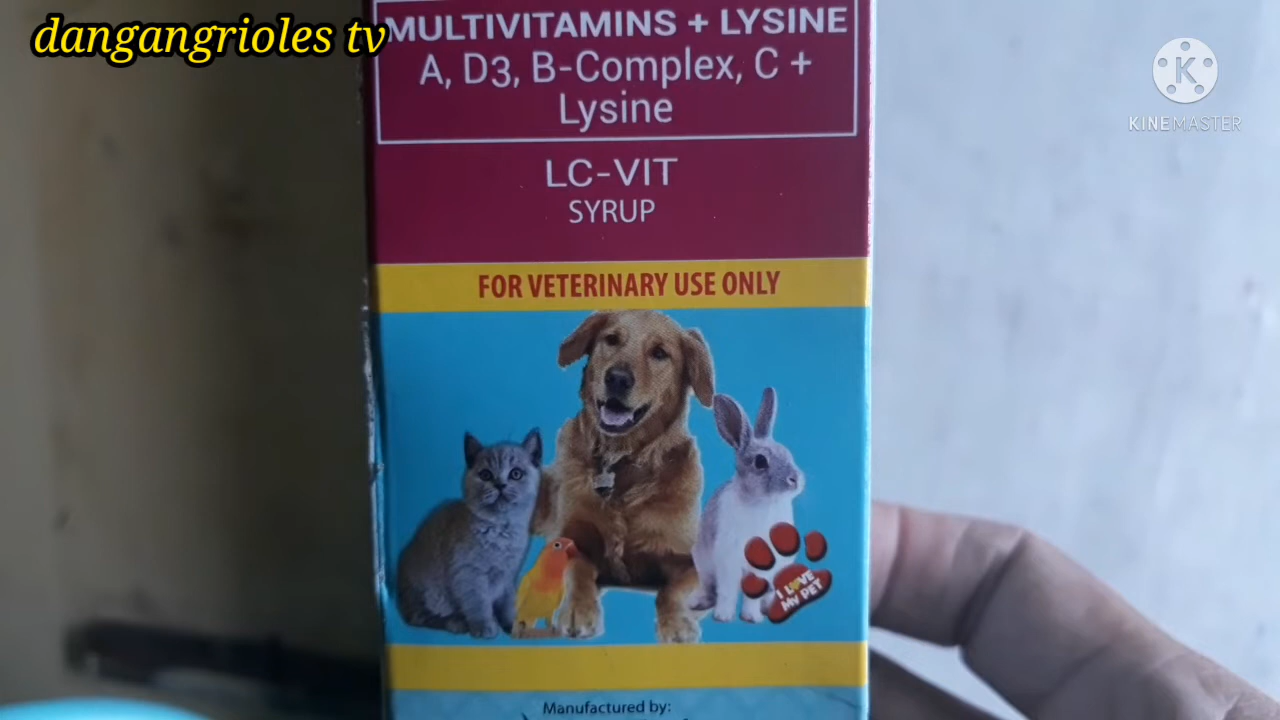 dangangrioles tv
MULTIVITAMINS + LYSINE
A, D3, B-Complex, C +
Lysine
LC-VIT
SYRUP
FOR VETERINARY USE ONLY
I LOVE
My PET
Manufactured by:
K
KINEMASTER